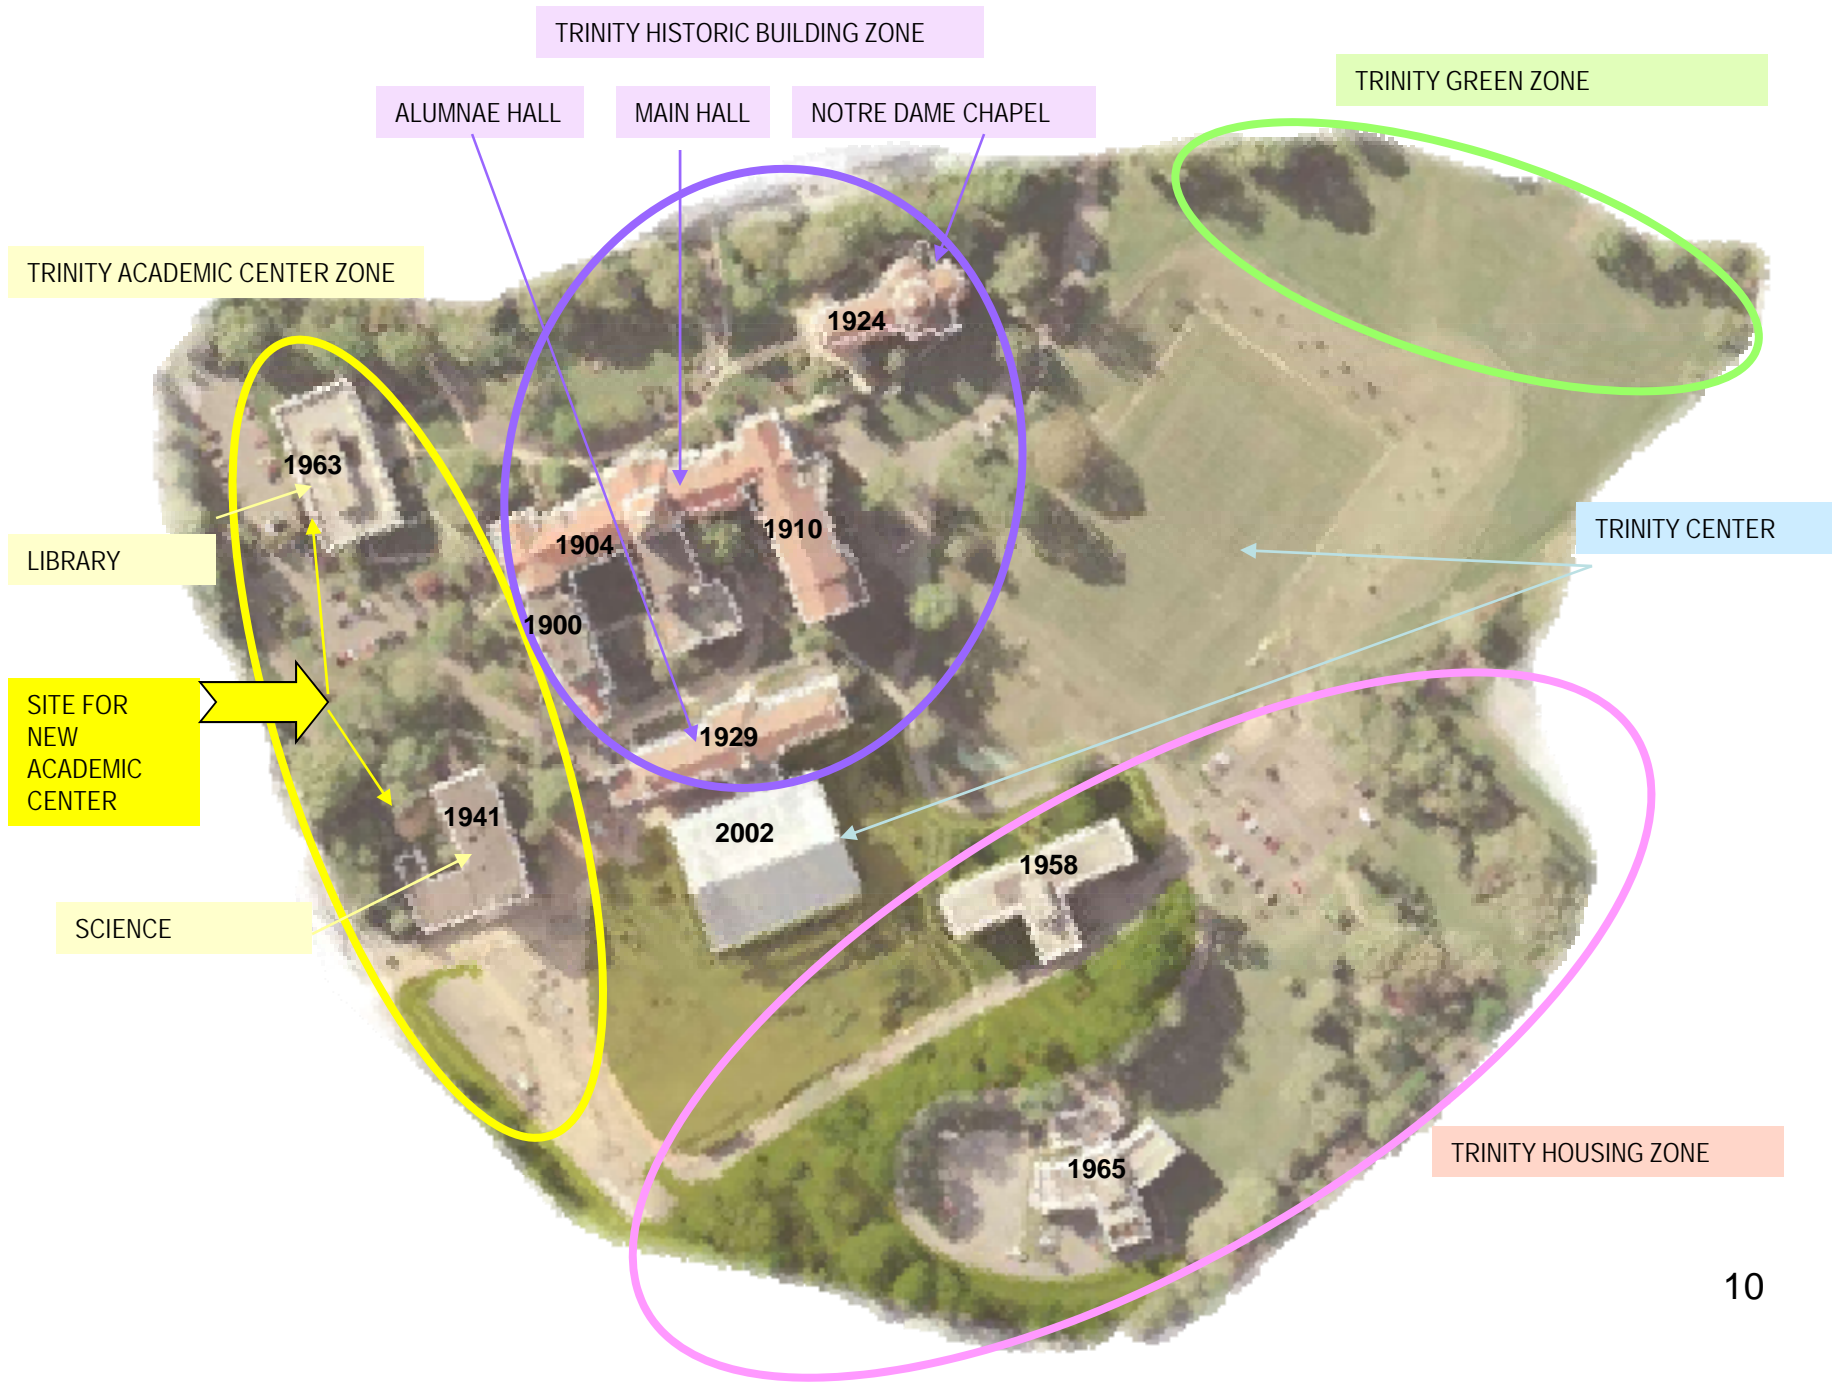 TRINITY HISTORIC BUILDING ZONE
TRINITY GREEN ZONE
ALUMNAE HALL
MAIN HALL
NOTRE DAME CHAPEL
TRINITY ACADEMIC CENTER ZONE
1924
1963
1910
1904
TRINITY CENTER
LIBRARY
1900
SITE FOR
NEW
ACADEMIC
CENTER
1929
1941
2002
1958
SCIENCE
TRINITY HOUSING ZONE
1965
10